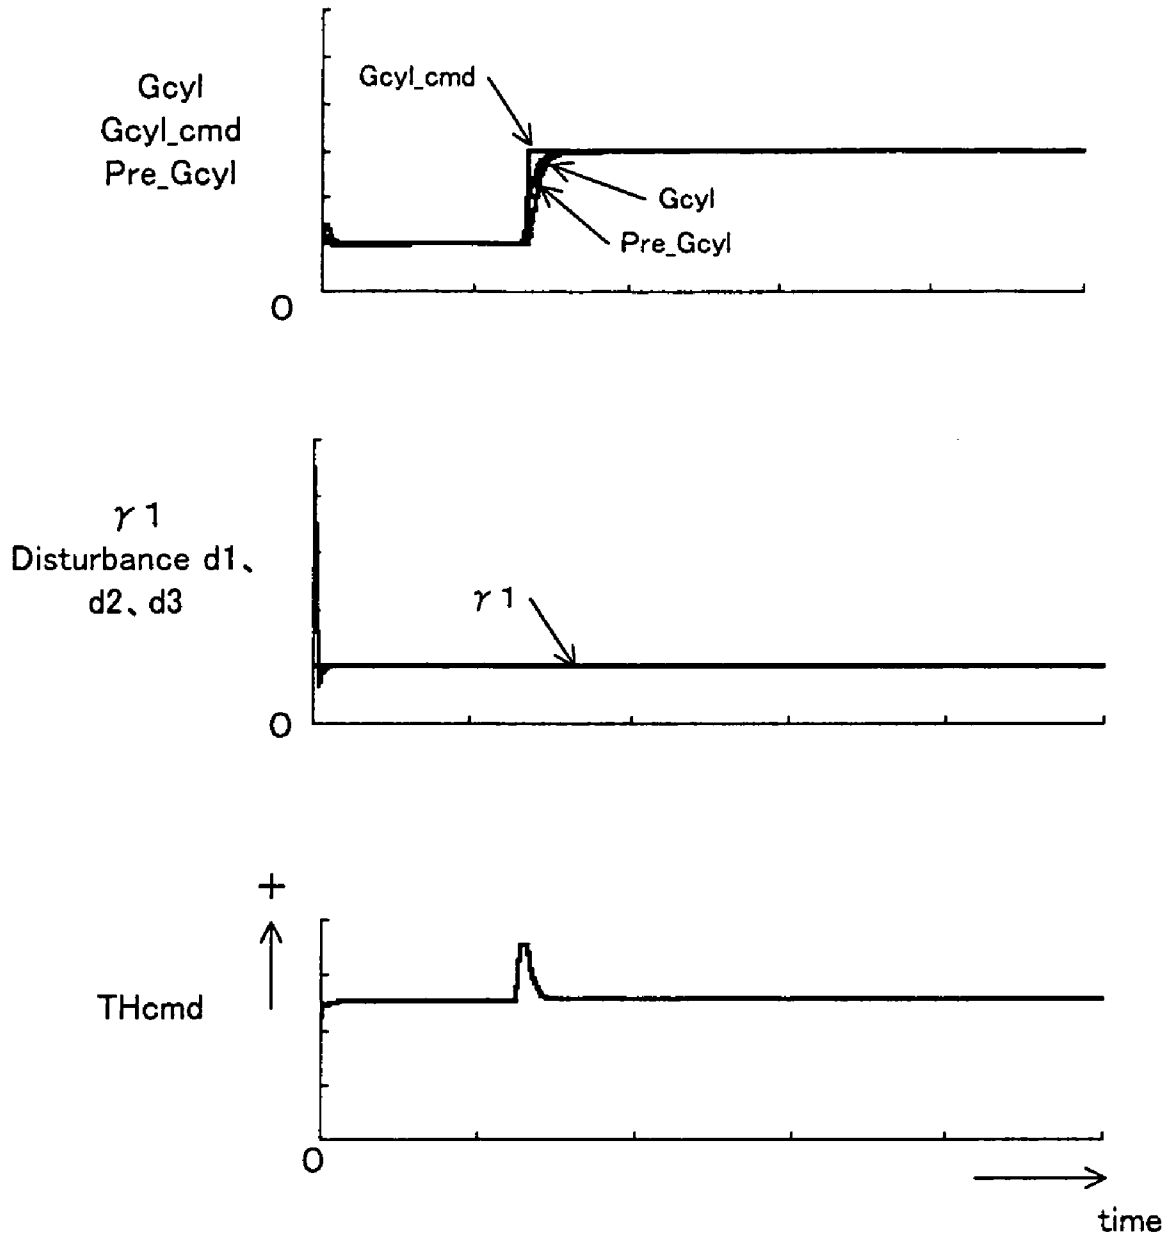 Gcyl_cmd
Gcyl
Gcyl_cmd
Pre_Gcyl
Gcyl
Pre_Gcyl
0
γ1
Disturbance d1、
d2、d3
γ1
0
+
THcmd
0
time